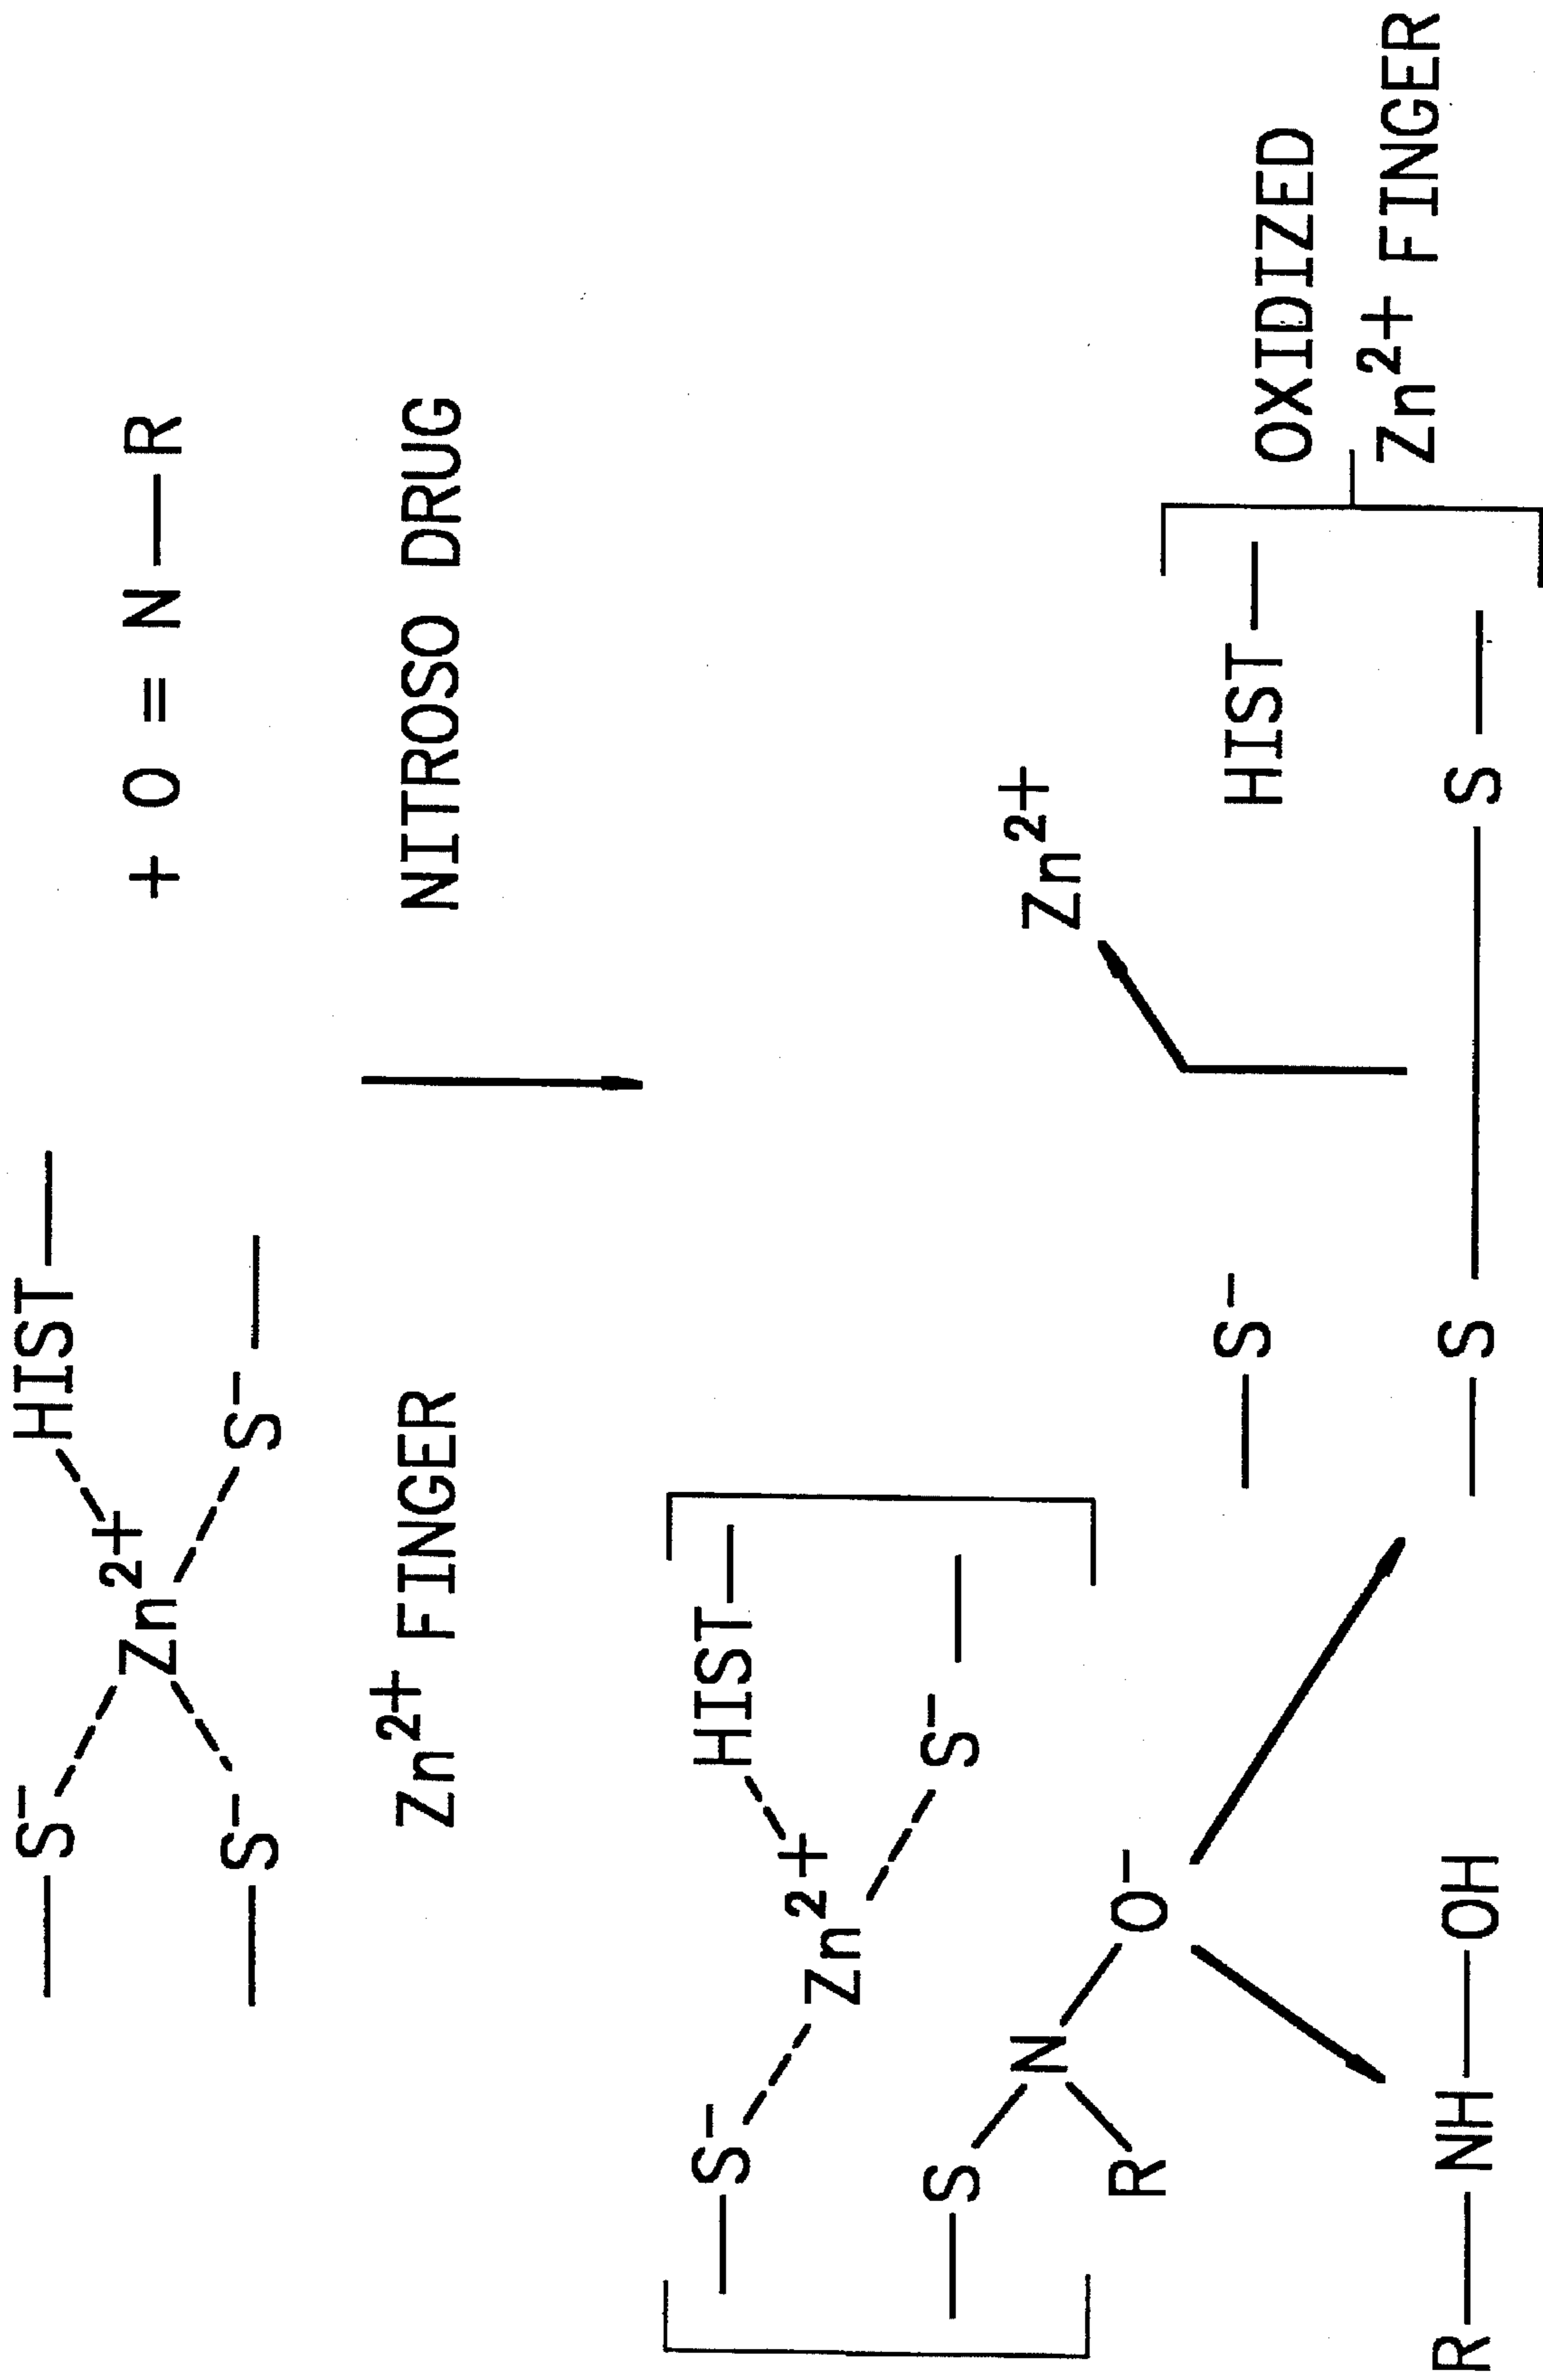 S⁻ HIST
Zn²⁺ + O = N—R
S⁻ S⁻
Zn²⁺ FINGER NITROSO DRUG
S⁻ HIST
Zn²⁺
S S⁻
N Zn²⁺
R O⁻
S⁻ HIST OXIDIZED
Zn²⁺ FINGER
R—NH—OH S—S